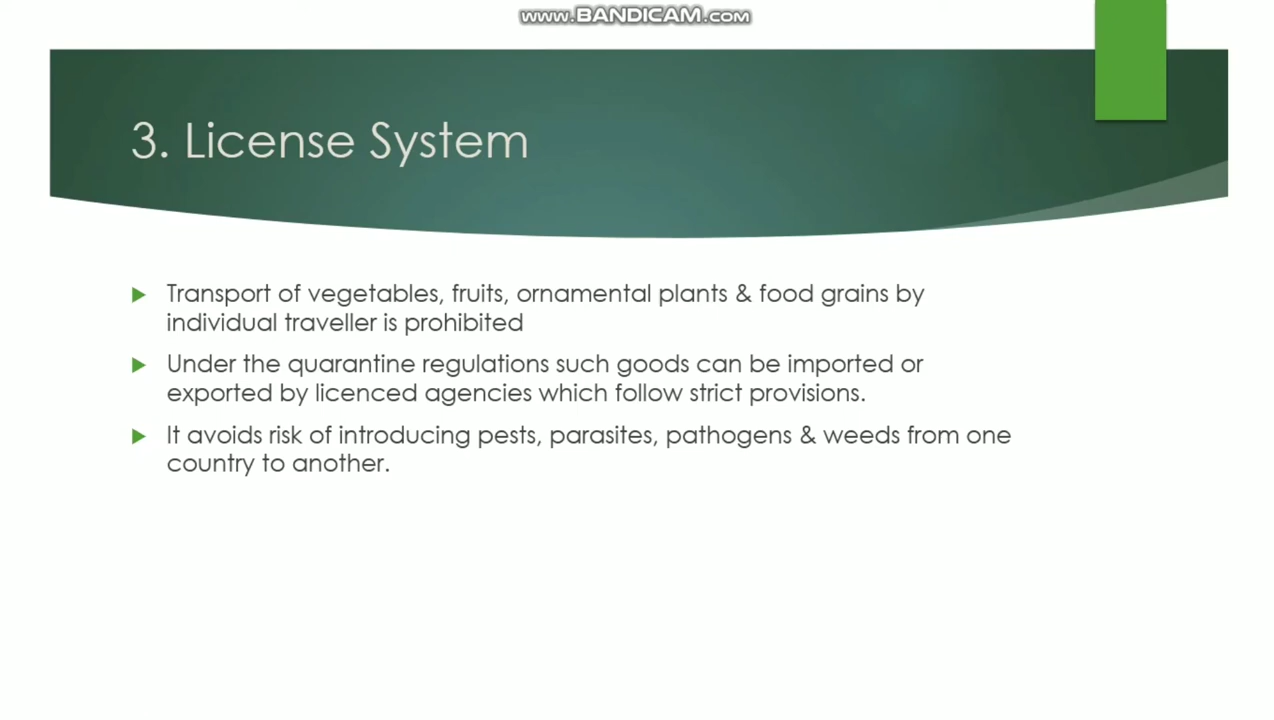 www.BANDICAM.com
3. License System
Transport of vegetables, fruits, ornamental plants & food grains by
individual traveller is prohibited
Under the quarantine regulations such goods can be imported or
exported by licenced agencies which follow strict provisions.
It avoids risk of introducing pests, parasites, pathogens & weeds from one
country to another.